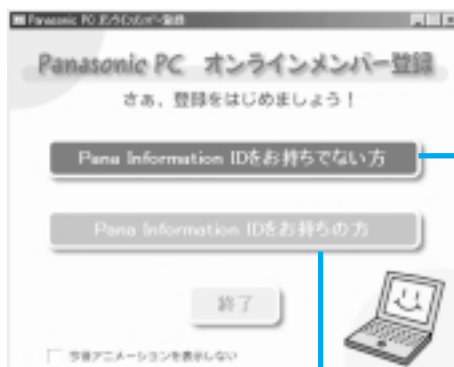 Panasonic PC オンラインメンバー登録
Panasonic PC オンラインメンバー登録
さぁ、登録をはじめましょう!
Pana Information IDをお持ちでない方
Pana Information IDをお持ちの方
終了
今後アニメーションを表示しない